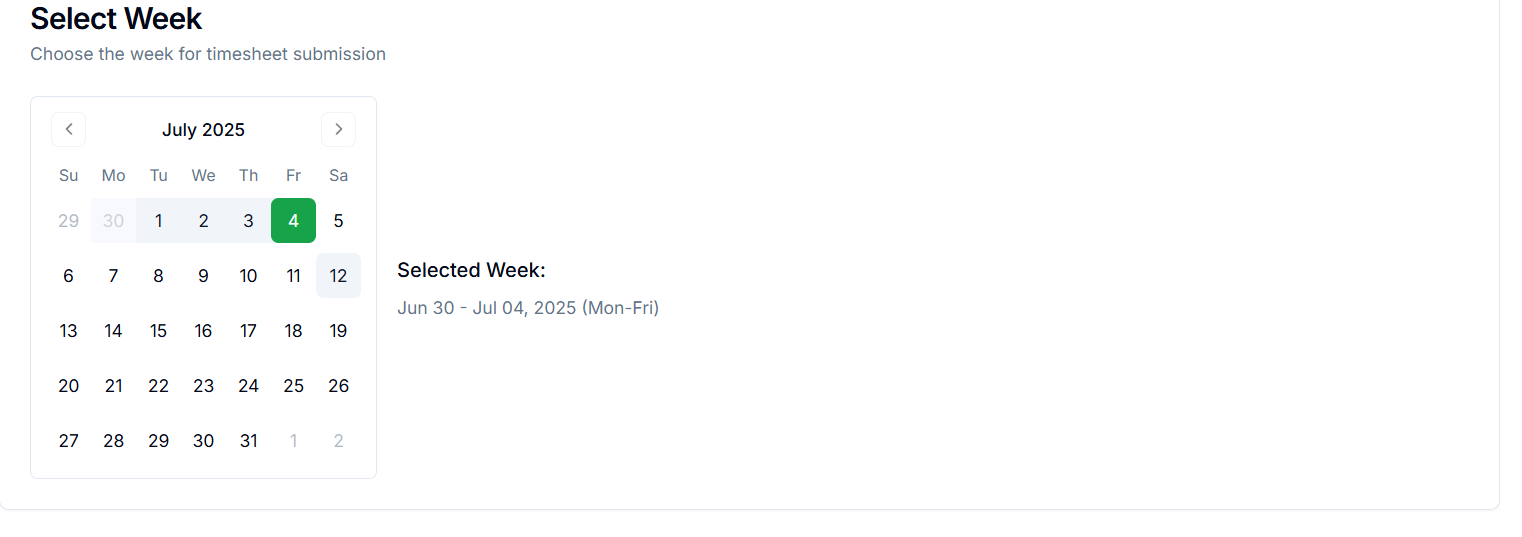 Select Week
Choose the week for timesheet submission
July 2025
Su Mo Tu We Th Fr Sa
29 30 1 2 3 4 5
6 7 8 9 10 11 12
13 14 15 16 17 18 19
20 21 22 23 24 25 26
27 28 29 30 31 1 2
Selected Week:
Jun 30 - Jul 04, 2025 (Mon-Fri)